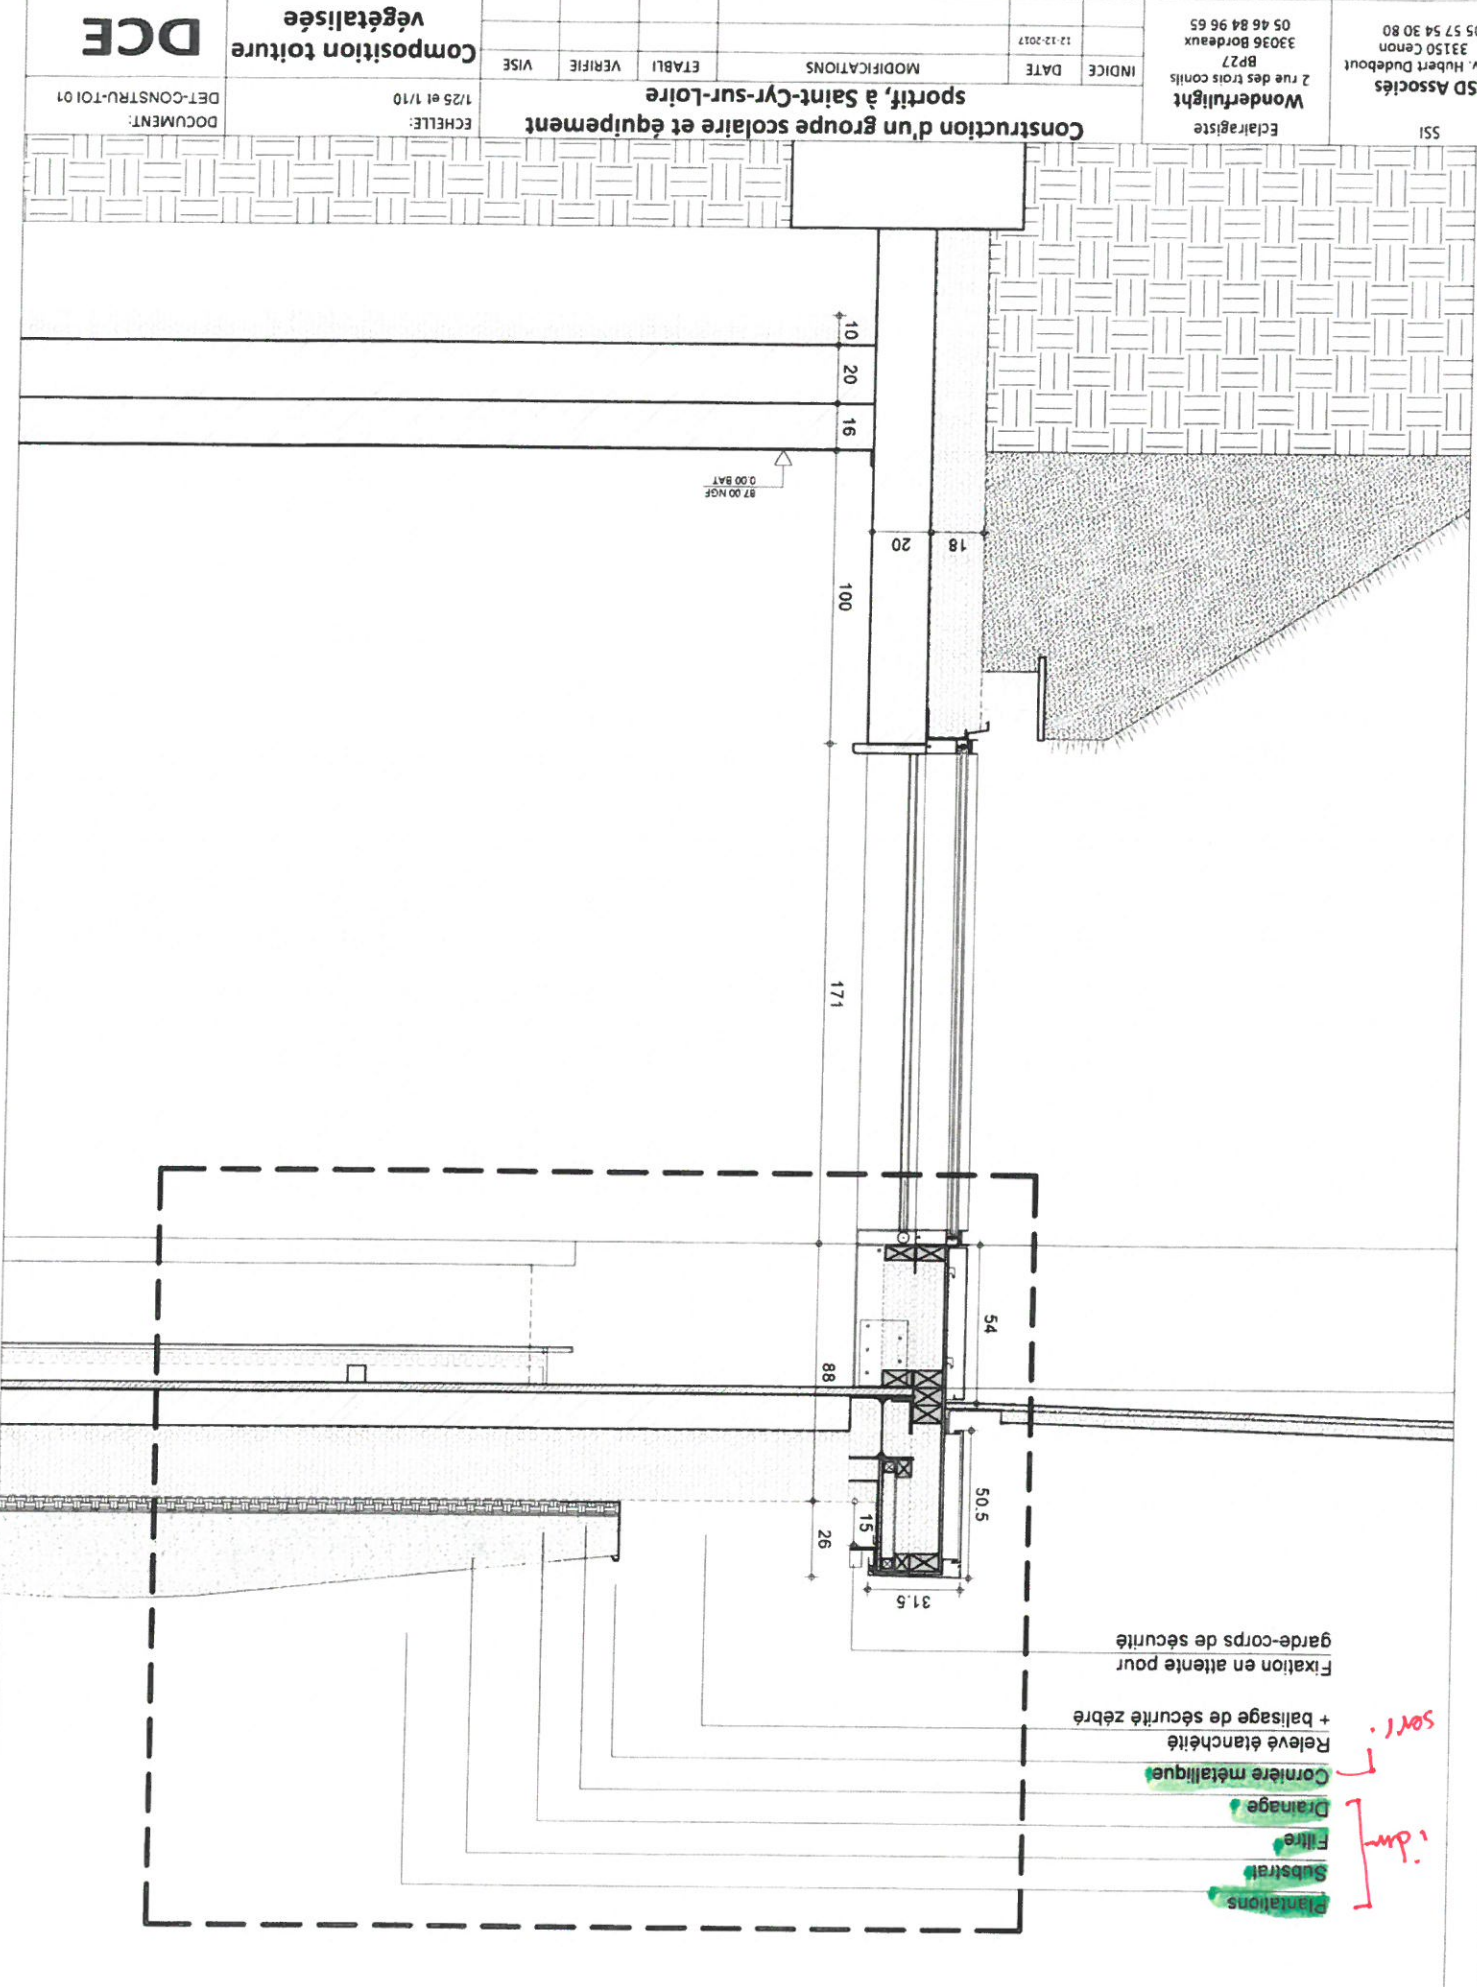 Plantations
Substrat
Filtre
Drainage
Cornière métallique
Relevé étanchéité
+ balisage de sécurité zébré
Fixation en attente pour
garde-corps de sécurité
31.5
26
15
50.5
88
54
171
100
18
20
87.00 NGF
0.00 BAT
16
20
10
SSI
SD Associés
v. Hubert Dudebout
33150 Cenon
05 57 54 30 80
Eclairagiste
Wonderfulight
2 rue des trois conils
BP27
33036 Bordeaux
05 46 84 96 65
Construction d'un groupe scolaire et équipement
sportif, à Saint-Cyr-sur-Loire
INDICE
DATE
MODIFICATIONS
ETABLI
VERIFIE
VISE
12-12-2017
ECHELLE:
1/25 et 1/10
DOCUMENT:
DET-CONSTRU-TOI 01
Composition toiture
végétalisée
DCE